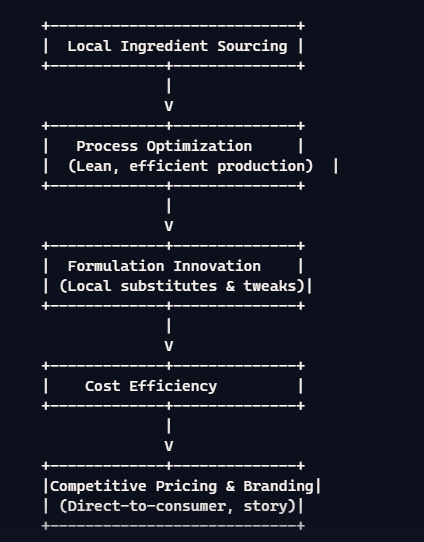 Local Ingredient Sourcing
V
Process Optimization
(Lean, efficient production)
V
Formulation Innovation
(Local substitutes & tweaks)
V
Cost Efficiency
V
Competitive Pricing & Branding
(Direct-to-consumer, story)